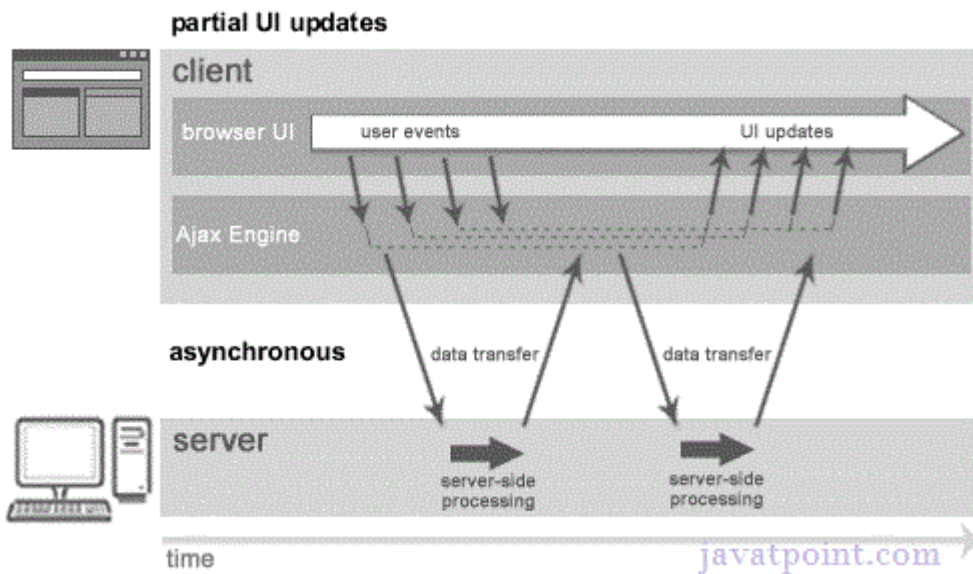 partial UI updates
client
browser UI
user events
UI updates
Ajax Engine
asynchronous
data transfer
data transfer
server
server-side
processing
server-side
processing
time
javatpoint.com